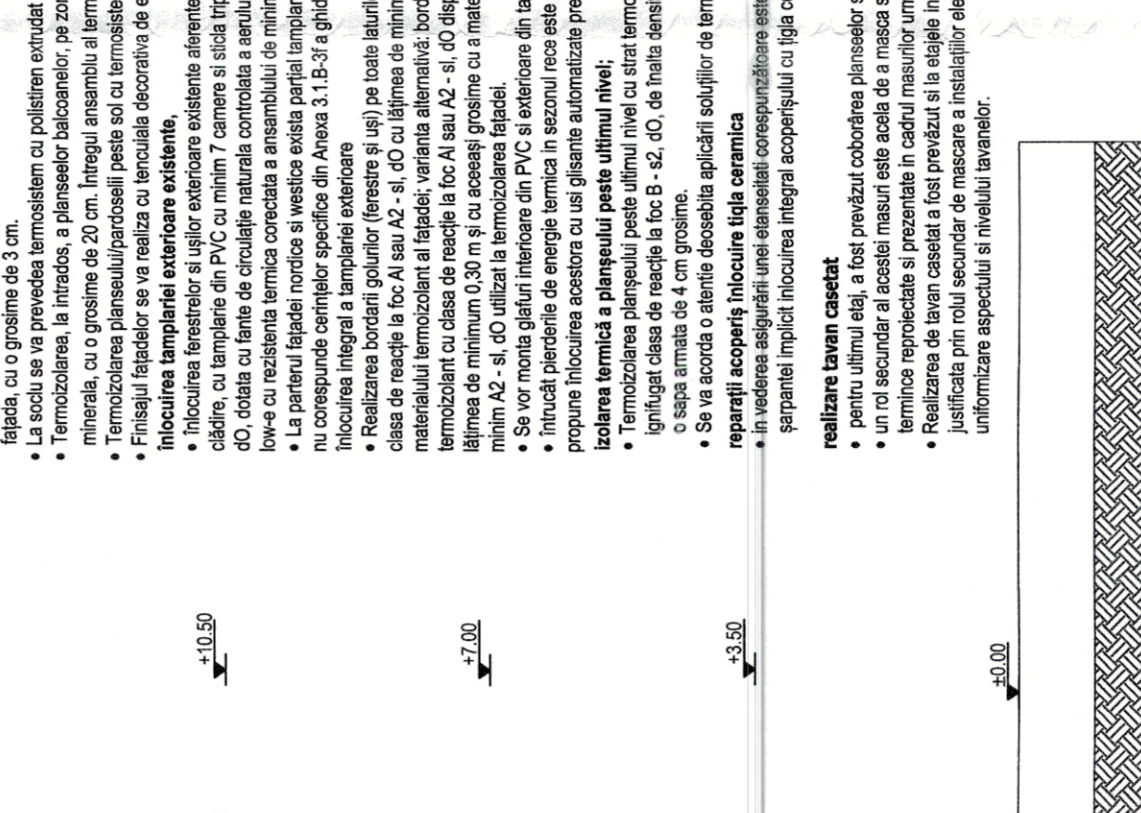 fațada, cu o grosime de 3 cm.
• La soclu se va prevedea termosistem cu polistiren extrudat
• Termoizolarea, la intrados, a planseelor balcoanelor, pe zo
minerala, cu o grosime de 20 cm. Întregul ansamblu al term
• Termoizolarea planseului/pardoselii peste sol cu termosiste
• Finisajul fațadelor se va realiza cu tencuiala decorativa de e
înlocuirea tamplariei exterioare existente,
• Înlocuirea ferestrelor si ușilor exterioare existente aferente
clădire, cu tamplarie din PVC cu minim 7 camere si sticla trip
dO, dotata cu fante de circulație naturala controlata a aerulu
low-e cu rezistenta termica corectata a ansamblului de minin
• La parterul fațadei nordice si westice exista parțial tamplar
nu corespunde cerințelor specifice din Anexa 3.1.B-3f a ghid
înlocuirea integral a tamplariei exterioare
• Realizarea bordarii golurilor (ferestre și uși) pe toate laturil
clasa de reacție la foc Al sau A2 - sl, dO cu lățimea de minin
materialului termoizolant al fațadei; varianta alternativă: bord
termoizolant cu clasa de reacție la foc Al sau A2 - sl, dO disp
lățimea de minimum 0,30 m și cu aceeași grosime cu a mate
minim A2 - sl, dO utilizat la termoizolarea fațadei.
• Se vor monta glafuri interioare din PVC si exterioare din ta
• Întrucât pierderile de energie termica in sezonul rece este
propune înlocuirea acestora cu usi glisante automatizate pre
izolarea termică a planșeului peste ultimul nivel;
• Termoizolarea planșeului peste ultimul nivel cu strat termo
ignifugat clasa de reacție la foc B - s2, dO, de înalta densit
o sapa armata de 4 cm grosime.
• Se va acorda o atentie deosebita aplicării soluțiilor de term
reparații acoperiș înlocuire tigla ceramica
• in vederea asigurării unei etanseitati corespunzătoare este
șarpantei implicit inlocuirea integral acoperișului cu țigla ce
realizare tavan casetat
• pentru ultimul etaj, a fost prevăzut coborârea planseelor s
• un rol secundar al acestei masuri este acela de a masca s
termince reproiectate si prezentate in cadrul masurilor urm
• Realizarea de tavan casetat a fost prevăzut si la etajele in
justificata prin rolul secundar de mascare a instalațiilor ele
uniformizare aspectului si nivelului tavanelor.
+10.50
+7.00
+3.50
±0.00